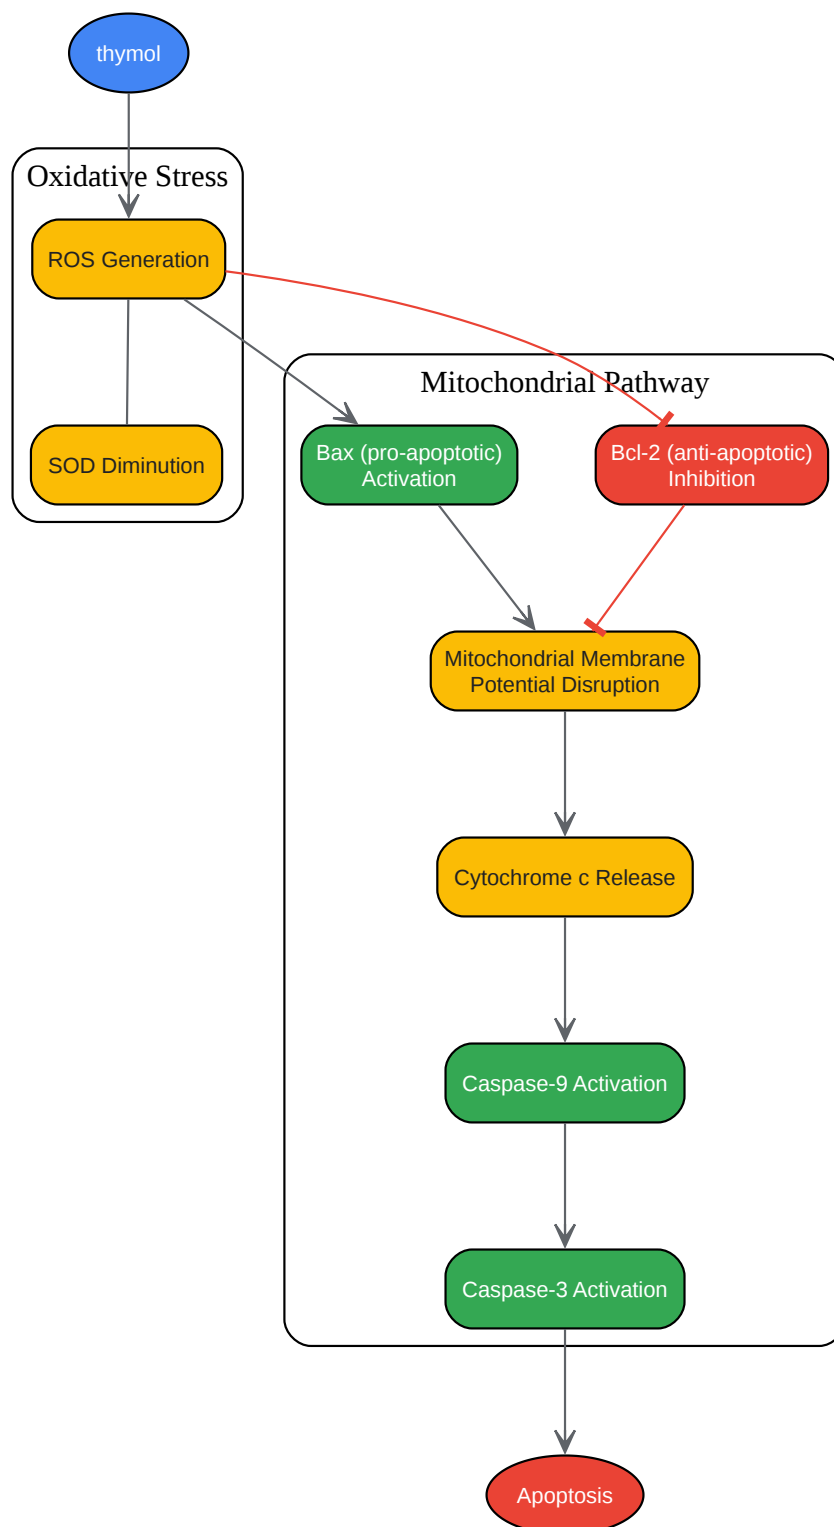 thymol
Oxidative Stress
ROS Generation
SOD Diminution
Mitochondrial Pathway
Bax (pro-apoptotic)
Activation
Bcl-2 (anti-apoptotic)
Inhibition
Mitochondrial Membrane
Potential Disruption
Cytochrome c Release
Caspase-9 Activation
Caspase-3 Activation
Apoptosis